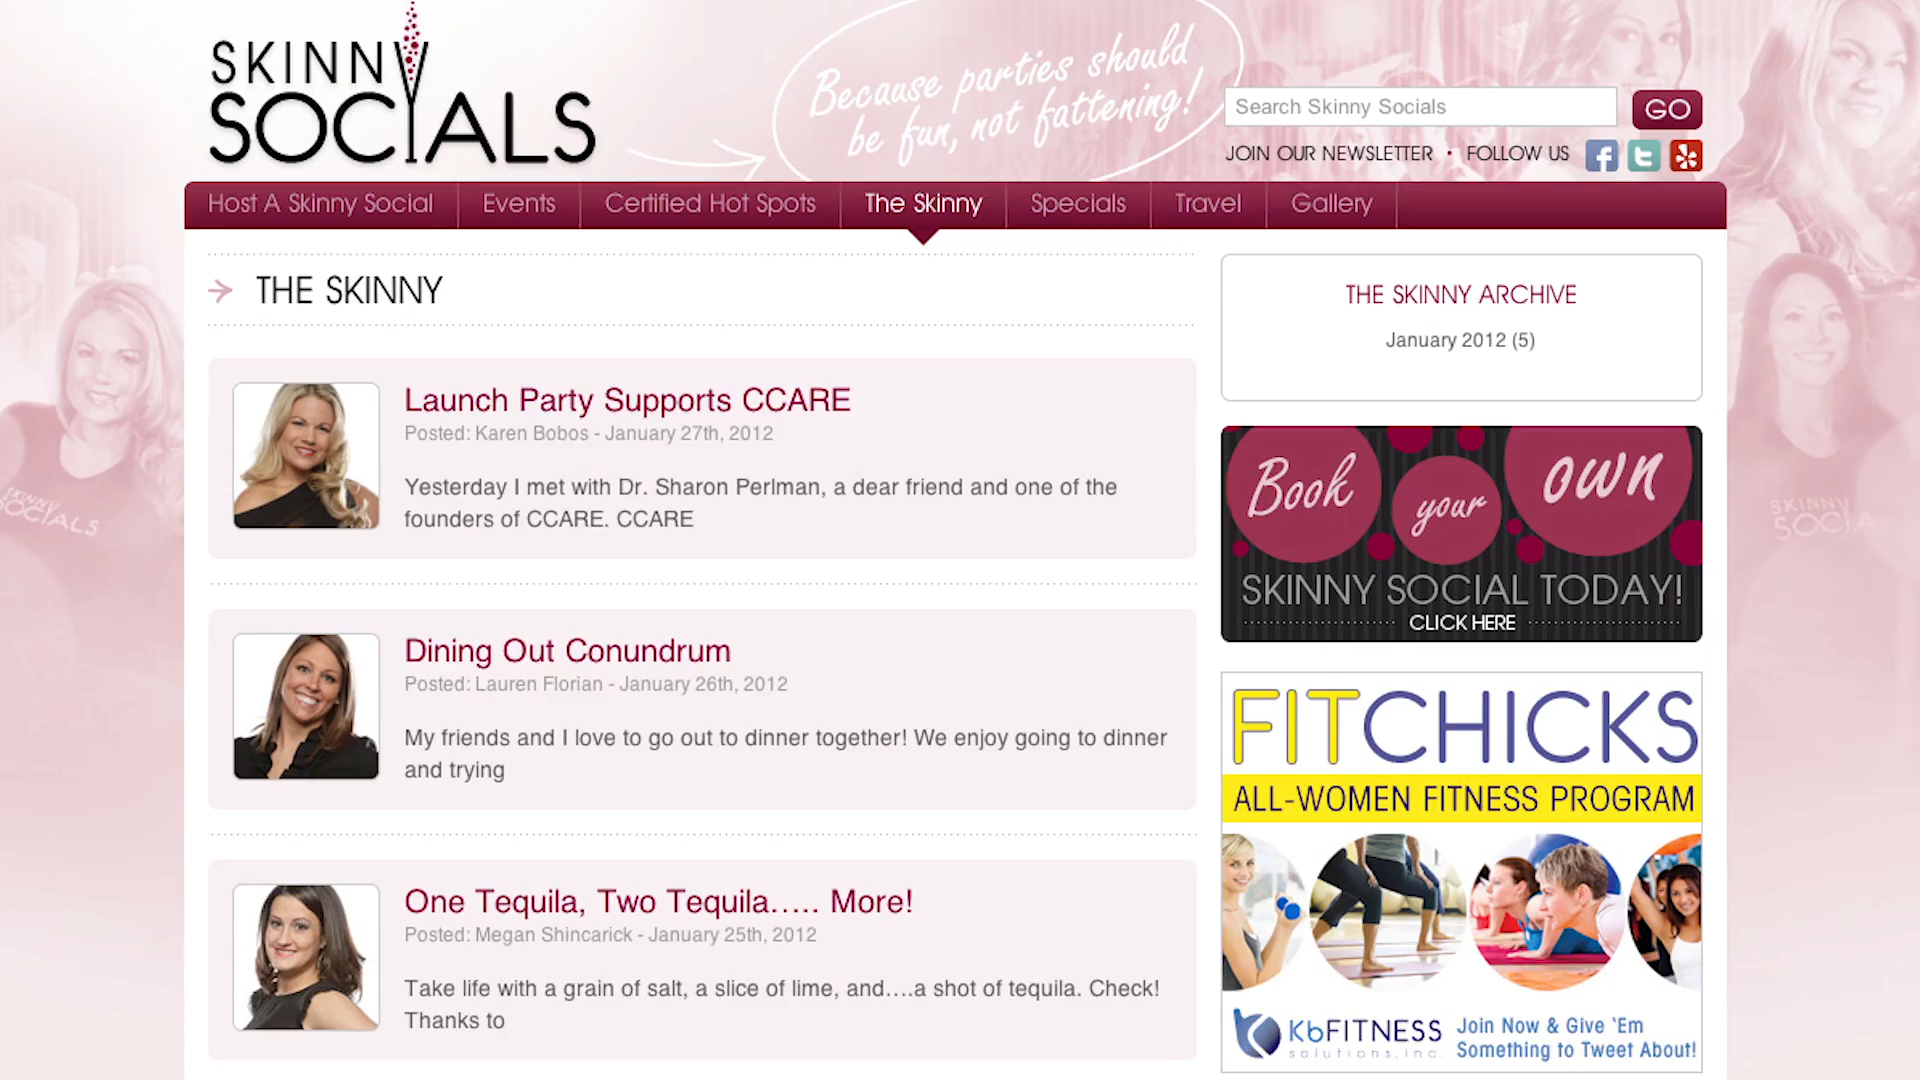 SKINNY
SOCIALS
Because parties should
be fun, not fattening!
Search Skinny Socials
GO
JOIN OUR NEWSLETTER • FOLLOW US
Host A Skinny Social
Events
Certified Hot Spots
The Skinny
Specials
Travel
Gallery
THE SKINNY
Launch Party Supports CCARE
Posted: Karen Bobos - January 27th, 2012
Yesterday I met with Dr. Sharon Perlman, a dear friend and one of the
founders of CCARE. CCARE
Dining Out Conundrum
Posted: Lauren Florian - January 26th, 2012
My friends and I love to go out to dinner together! We enjoy going to dinner
and trying
One Tequila, Two Tequila….. More!
Posted: Megan Shincarick - January 25th, 2012
Take life with a grain of salt, a slice of lime, and….a shot of tequila. Check!
Thanks to
THE SKINNY ARCHIVE
January 2012 (5)
Book your own
SKINNY SOCIAL TODAY!
CLICK HERE
FITCHICKS
ALL-WOMEN FITNESS PROGRAM
KbFITNESS
solutions, inc.
Join Now & Give ‘Em
Something to Tweet About!
SKINNY
SOCIALS
SKINNY
SOCIA